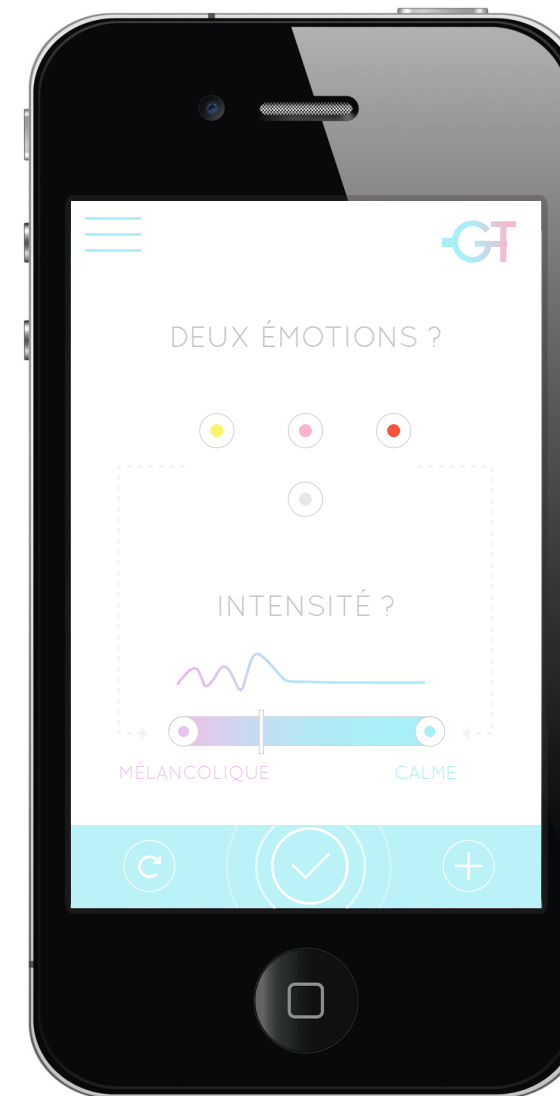 GT
DEUX ÉMOTIONS ?
INTENSITÉ ?
MÉLANCOLIQUE
CALME